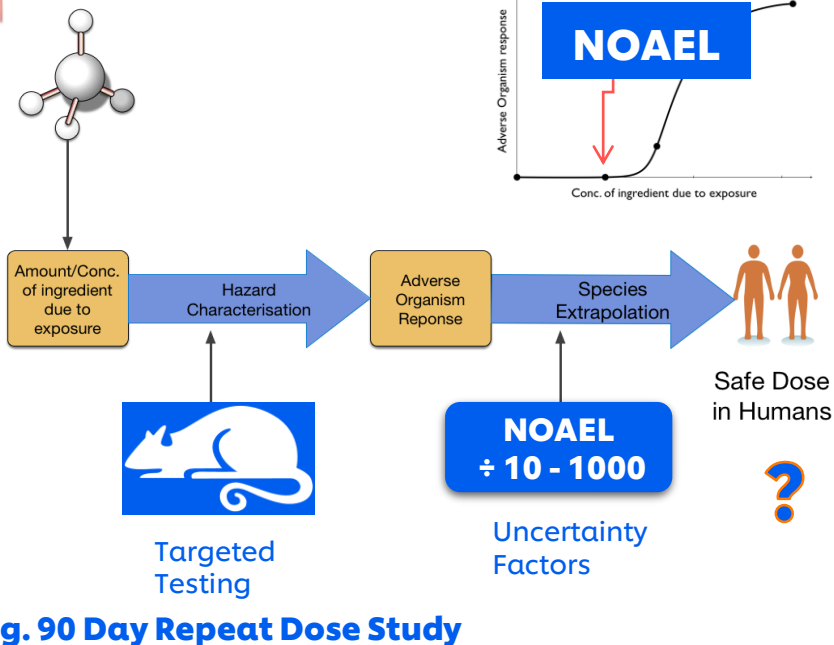 NOAEL
Adverse Organism response
Conc. of ingredient due to exposure
Amount/Conc.
of ingredient
due to
exposure
Hazard
Characterisation
Adverse
Organism
Reponse
Species
Extrapolation
Safe Dose
in Humans
NOAEL
÷ 10 - 1000
?
Targeted
Testing
Uncertainty
Factors
g. 90 Day Repeat Dose Study